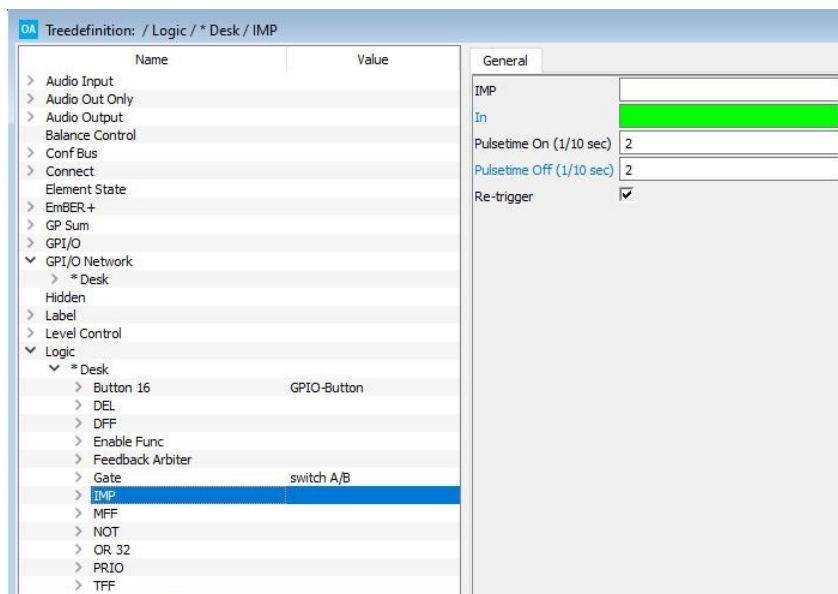 OA Treedefinition: / Logic / * Desk / IMP
Name Value
Audio Input
Audio Out Only
Audio Output
Balance Control
Conf Bus
Connect
Element State
EmBER+
GP Sum
GPI/O
GPI/O Network
* Desk
Hidden
Label
Level Control
Logic
* Desk
Button 16 GPIO-Button
DEL
DFF
Enable Func
Feedback Arbiter
Gate switch A/B
IMP
MFF
NOT
OR 32
PRIO
TFF
General
IMP
In
Pulsetime On (1/10 sec) 2
Pulsetime Off (1/10 sec) 2
Re-trigger